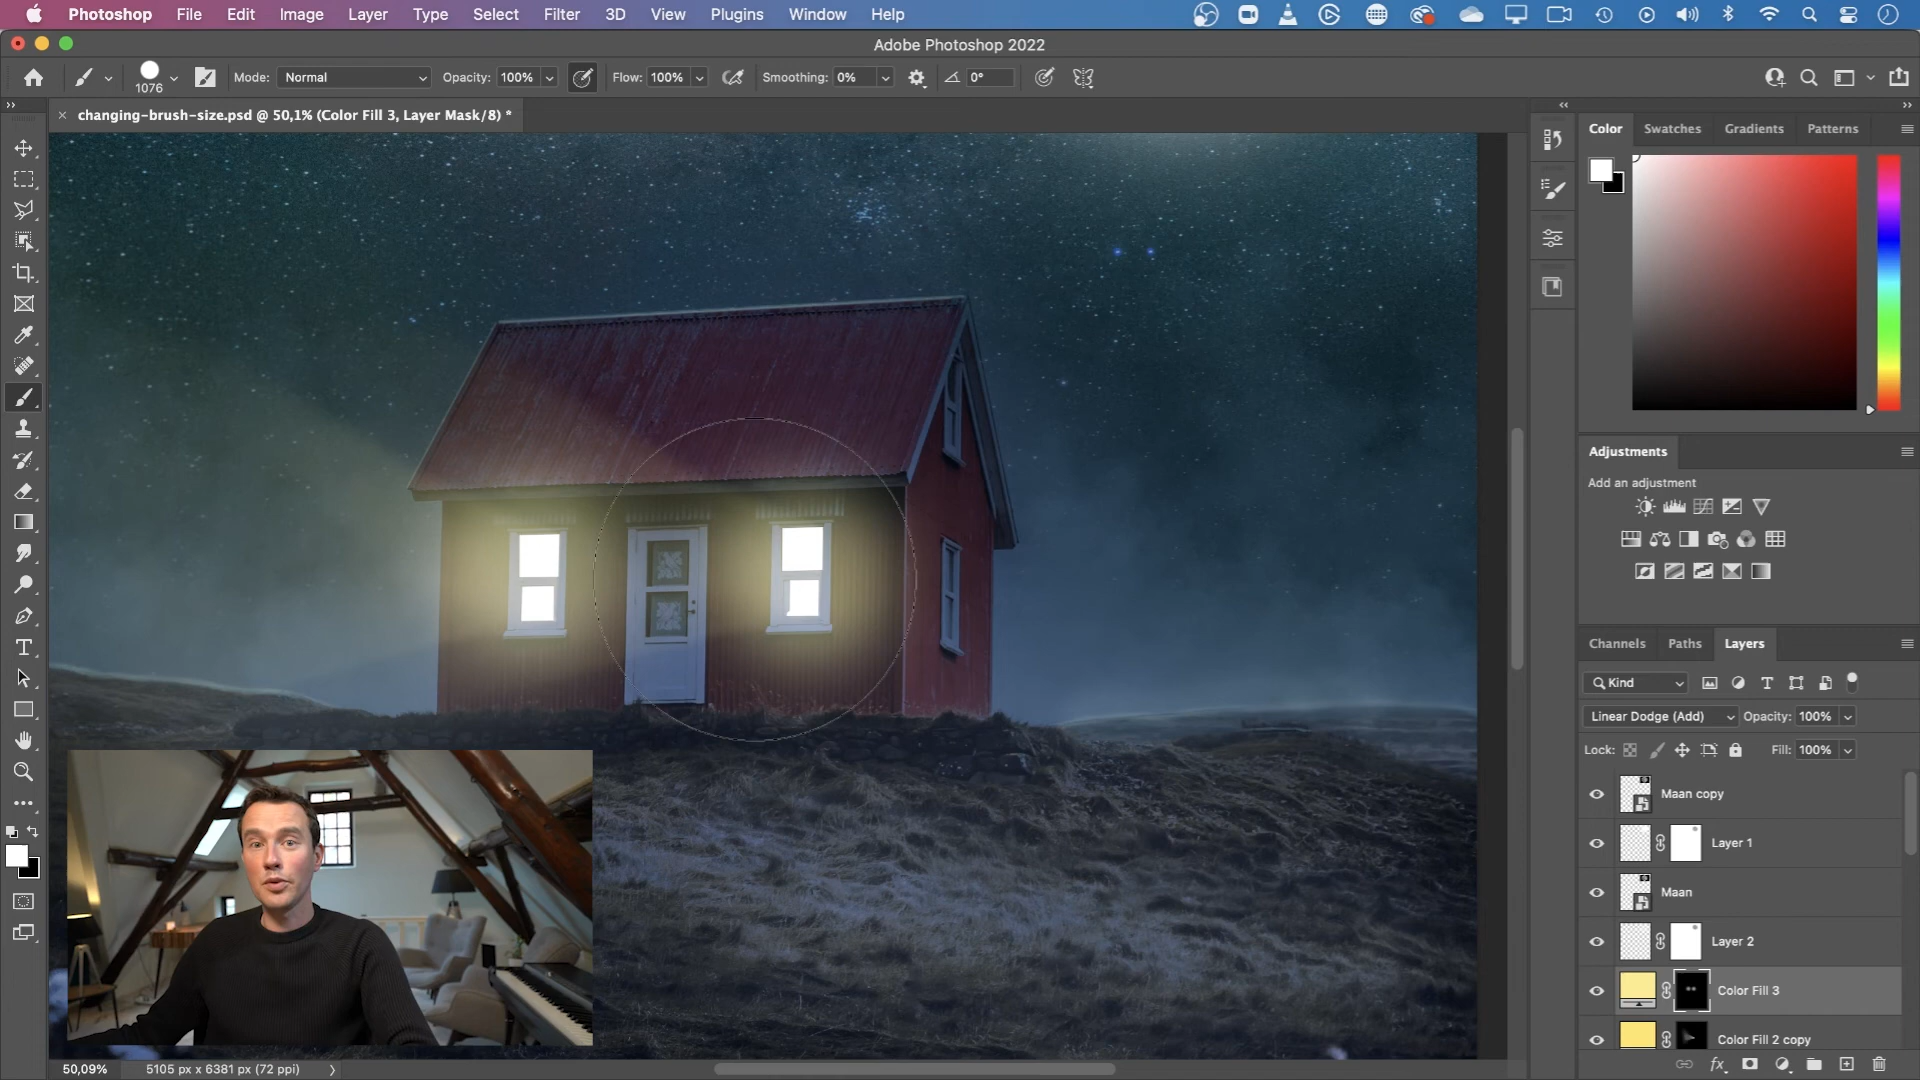 Photoshop File Edit Image Layer Type Select Filter 3D View Plugins Window Help
Adobe Photoshop 2022
1076 Mode: Normal Opacity: 100% Flow: 100% Smoothing: 0% 0°
changing-brush-size.psd @ 50,1% (Color Fill 3, Layer Mask/8) *
Color Swatches Gradients Patterns
Adjustments
Add an adjustment
Channels Paths Layers
Kind
Linear Dodge (Add) Opacity: 100%
Lock: Fill: 100%
Maan copy
Layer 1
Maan
Layer 2
Color Fill 3
Color Fill 2 copy
50,09% 5105 px x 6381 px (72 ppi)